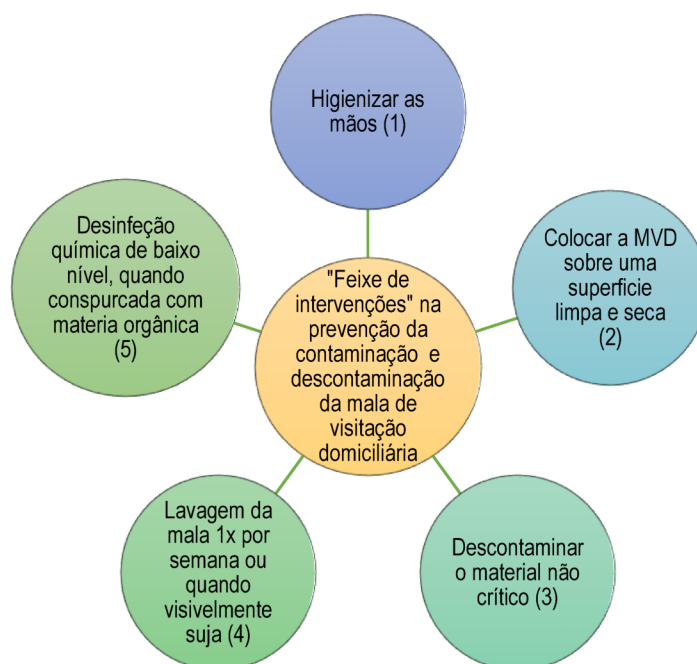 Higienizar as
mãos (1)
Colocar a MVD
sobre uma
superficie
limpa e seca
(2)
Descontaminar
o material não
crítico (3)
Lavagem da
mala 1x por
semana ou
quando
visivelmente
suja (4)
Desinfeção
química de baixo
nível, quando
conspurcada com
materia orgânica
(5)
"Feixe de
intervenções" na
prevenção da
contaminação e
descontaminação
da mala de
visitação
domiciliária